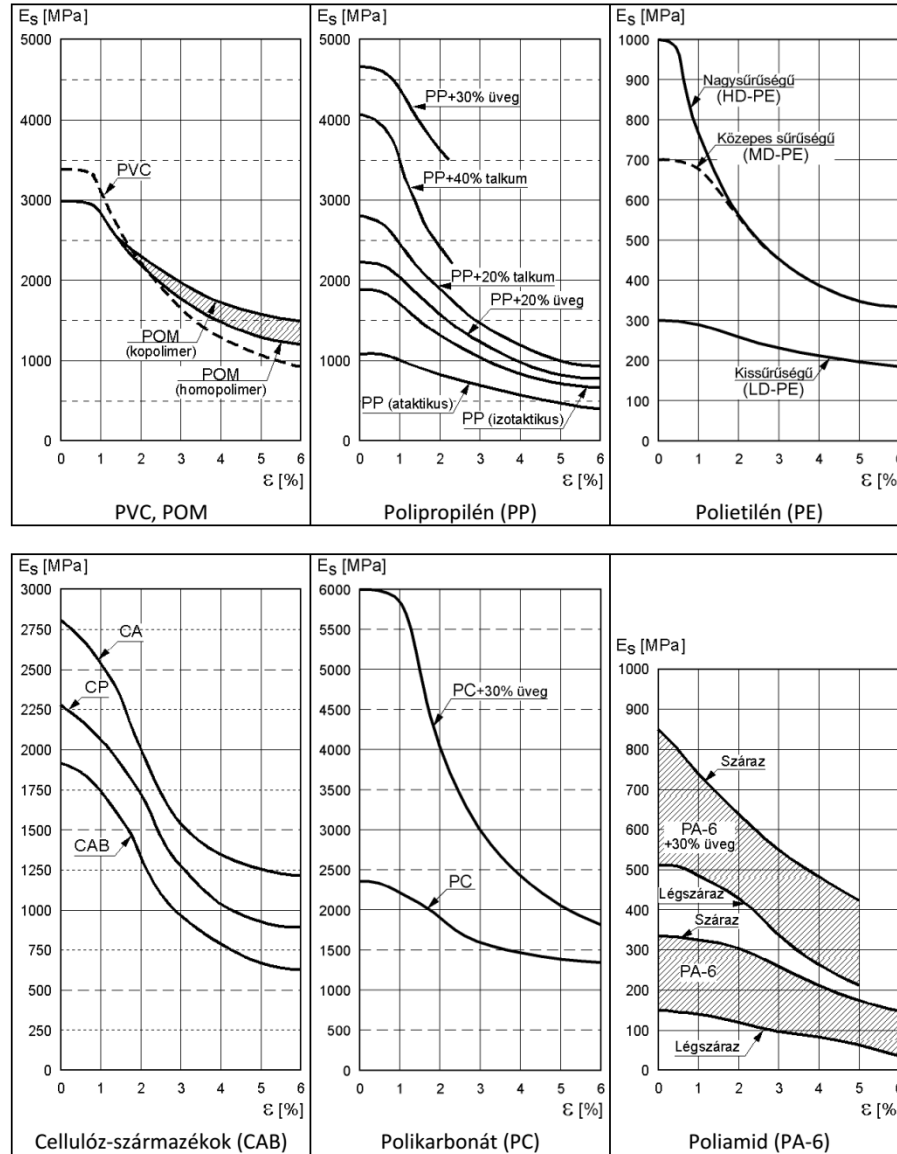 E_S [MPa]
5000
4000
3000
2000
1000
0
PVC
POM
(kopolimer)
POM
(homopolimer)
0 1 2 3 4 5 6
ε [%]
PVC, POM
E_S [MPa]
5000
4000
3000
2000
1000
0
PP+30% üveg
PP+40% talkum
PP+20% talkum
PP+20% üveg
PP (ataktikus)
PP (izotaktikus)
0 1 2 3 4 5 6
ε [%]
Polipropilén (PP)
E_S [MPa]
1000
900
800
700
600
500
400
300
200
100
0
Nagysűrűségű
(HD-PE)
Közepes sűrűségű
(MD-PE)
Kissűrűségű
(LD-PE)
0 1 2 3 4 5 6
ε [%]
Polietilén (PE)
E_S [MPa]
3000
2750
2500
2250
2000
1750
1500
1250
1000
750
500
250
0
CA
CP
CAB
0 1 2 3 4 5 6
ε [%]
Cellulóz-származékok (CAB)
E_S [MPa]
6000
5500
5000
4500
4000
3500
3000
2500
2000
1500
1000
500
0
PC+30% üveg
PC
0 1 2 3 4 5 6
ε [%]
Polikarbonát (PC)
E_S [MPa]
1000
900
800
700
600
500
400
300
200
100
0
Száraz
PA-6
+30% üveg
Légszáraz
Száraz
PA-6
Légszáraz
0 1 2 3 4 5 6
ε [%]
Poliamid (PA-6)